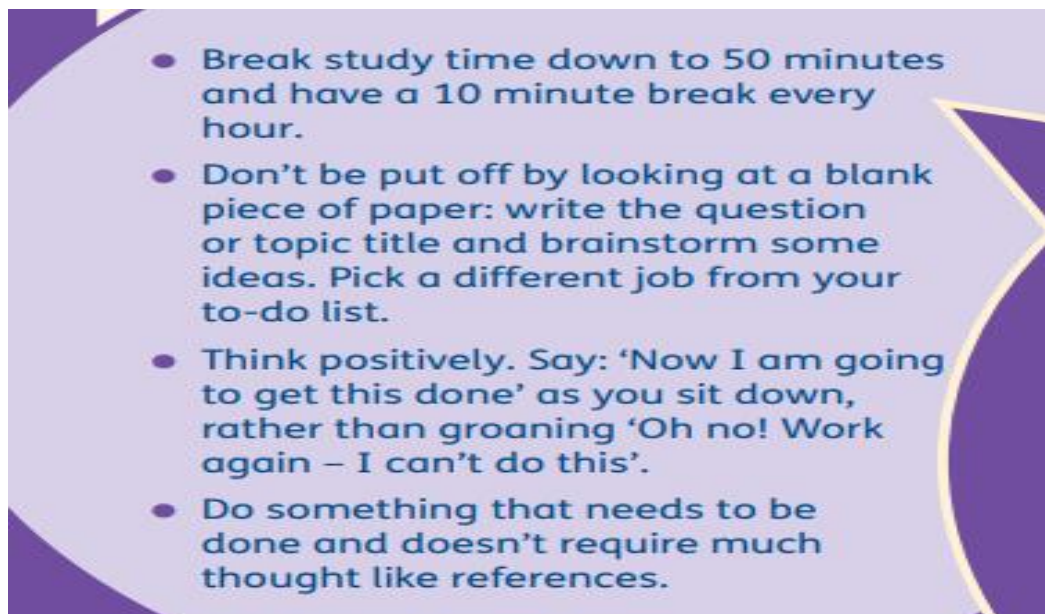 • Break study time down to 50 minutes
and have a 10 minute break every
hour.
• Don’t be put off by looking at a blank
piece of paper: write the question
or topic title and brainstorm some
ideas. Pick a different job from your
to-do list.
• Think positively. Say: ‘Now I am going
to get this done’ as you sit down,
rather than groaning ‘Oh no! Work
again – I can’t do this’.
• Do something that needs to be
done and doesn’t require much
thought like references.